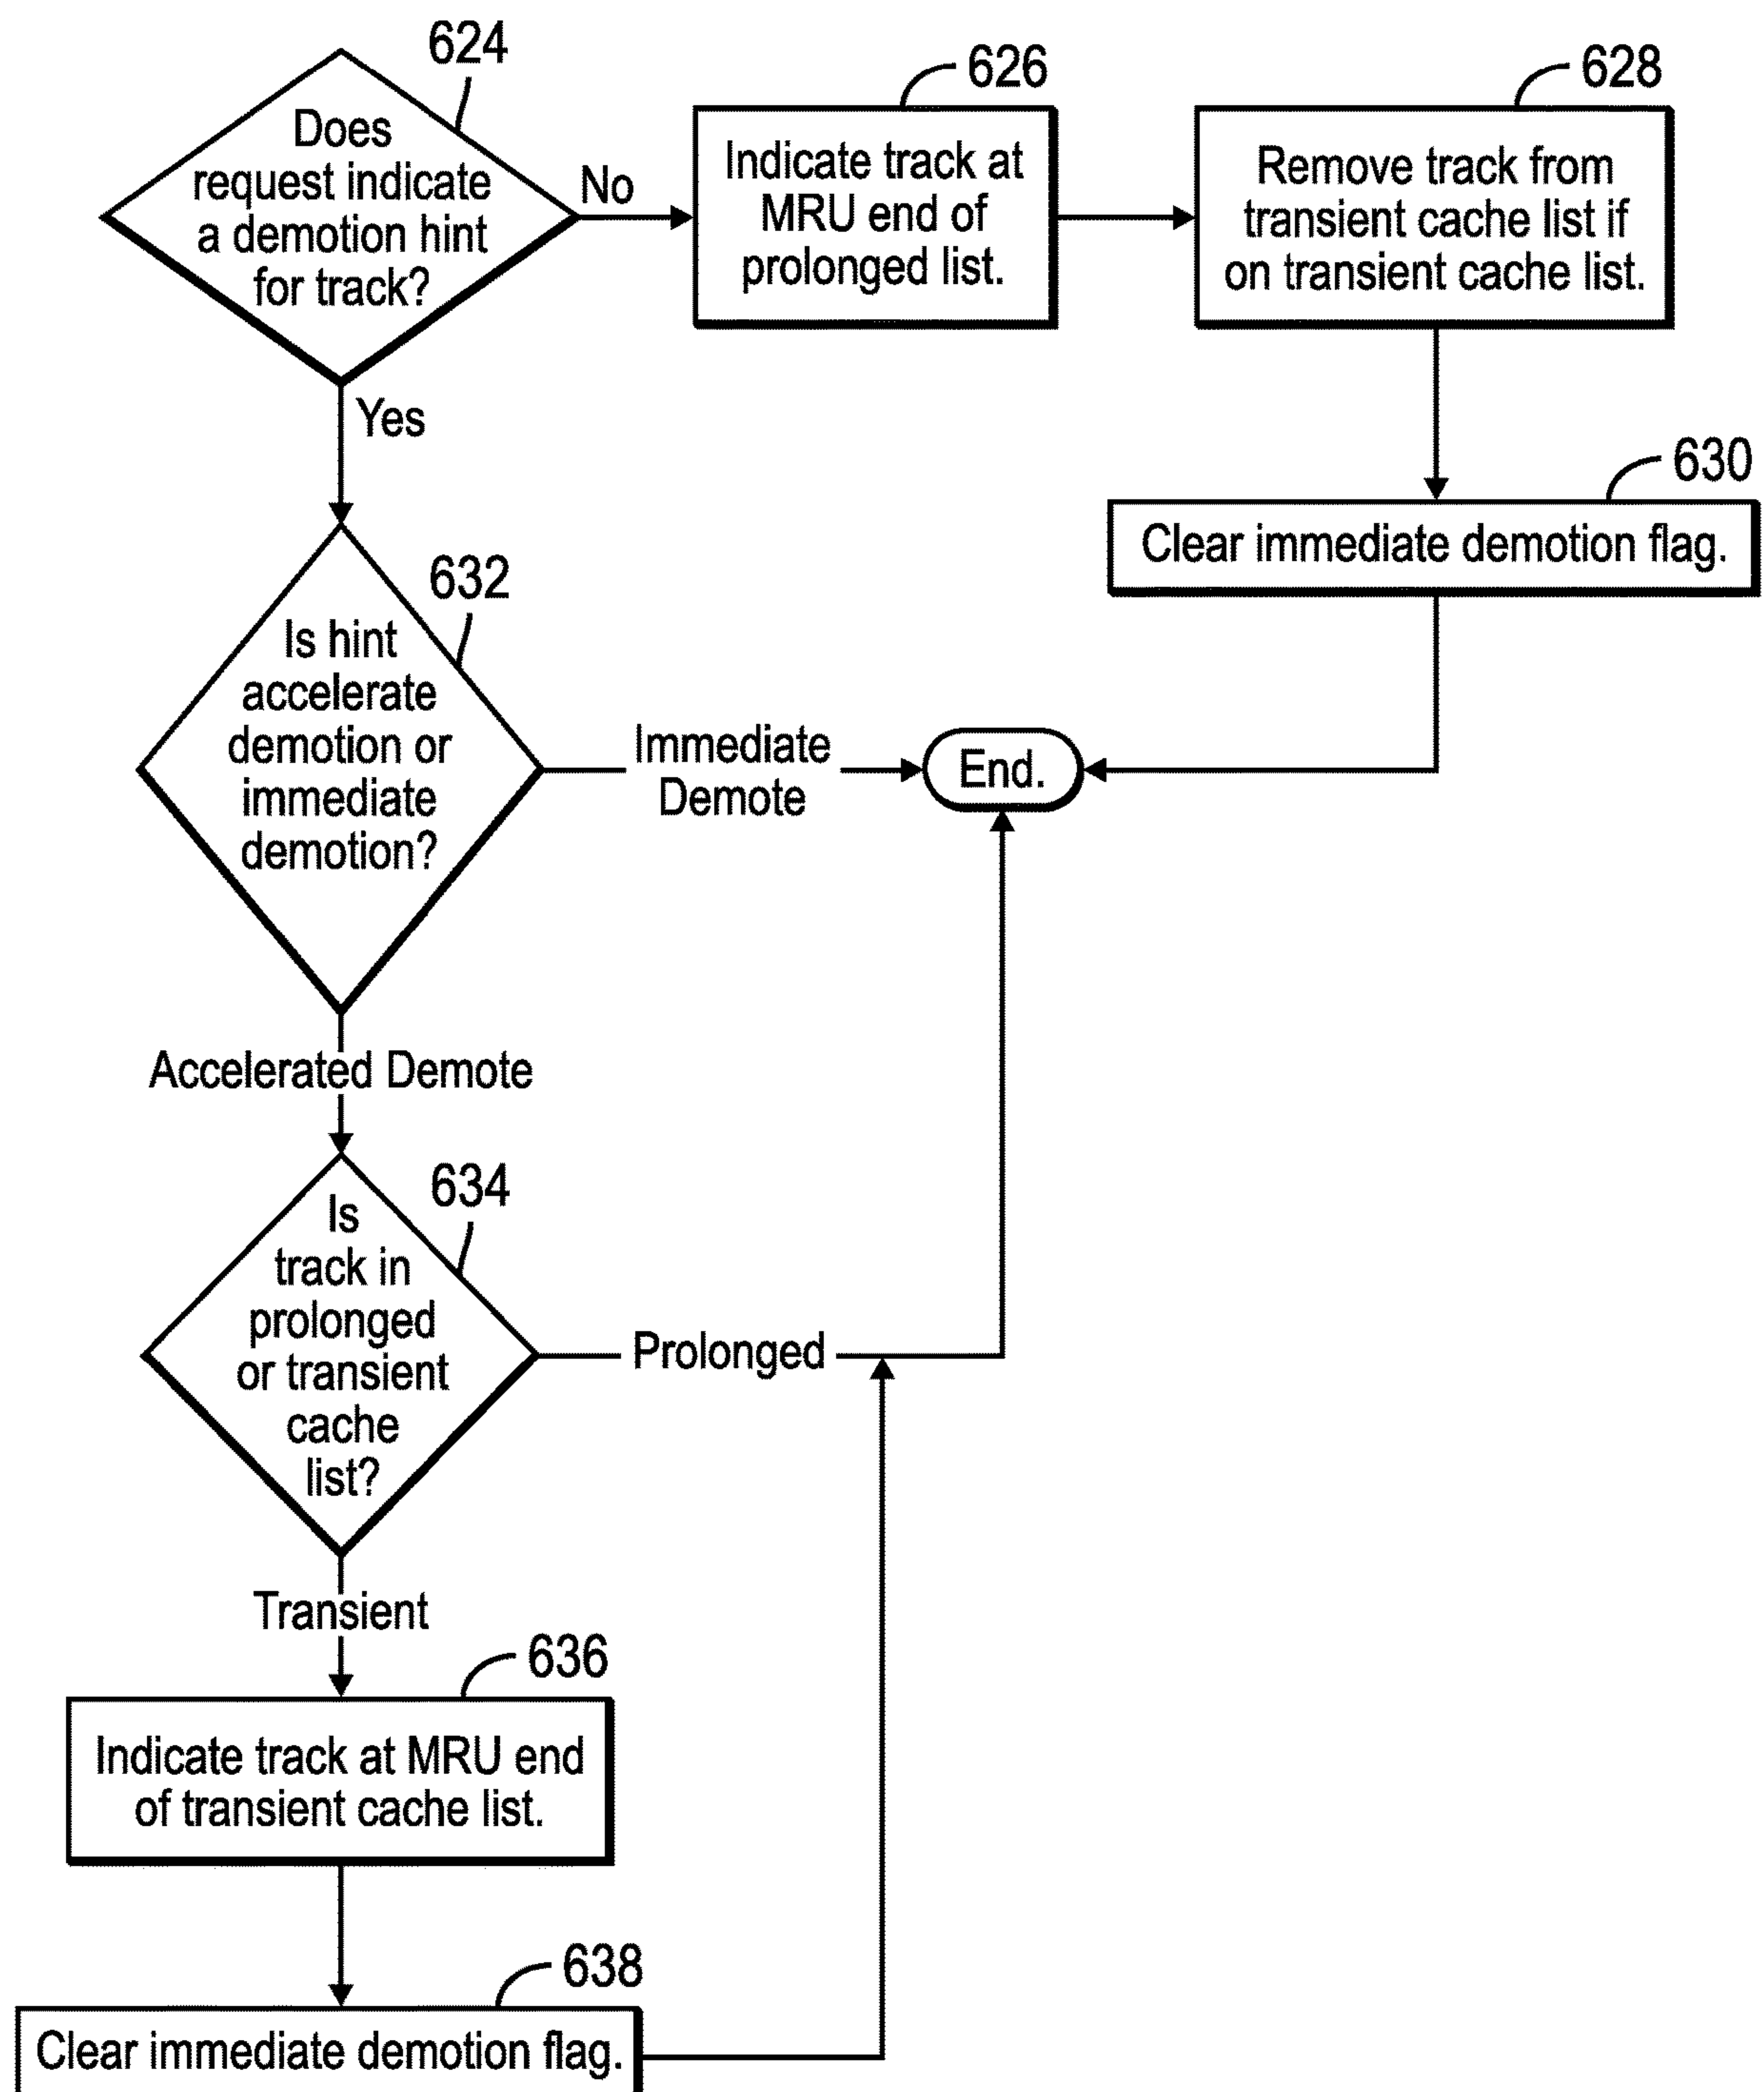 624
Does
request indicate
a demotion hint
for track?
No
626
Indicate track at
MRU end of
prolonged list.
628
Remove track from
transient cache list if
on transient cache list.
Yes
630
Clear immediate demotion flag.
632
Is hint
accelerate
demotion or
immediate
demotion?
Immediate
Demote
End.
Accelerated Demote
634
Is
track in
prolonged
or transient
cache
list?
Prolonged
Transient
636
Indicate track at MRU end
of transient cache list.
638
Clear immediate demotion flag.